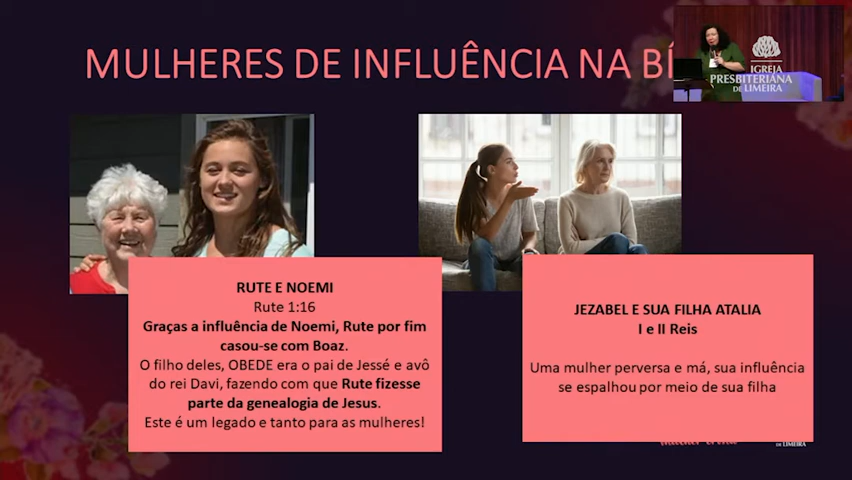 MULHERES DE INFLUÊNCIA NA BÍ
IGREJA
PRESBITERIANA
DE LIMEIRA
RUTE E NOEMI
Rute 1:16
Graças a influência de Noemi, Rute por fim
casou-se com Boaz.
O filho deles, OBEDE era o pai de Jessé e avô
do rei Davi, fazendo com que Rute fizesse
parte da genealogia de Jesus.
Este é um legado e tanto para as mulheres!
JEZABEL E SUA FILHA ATALIA
I e II Reis
Uma mulher perversa e má, sua influência
se espalhou por meio de sua filha
DE LIMEIRA